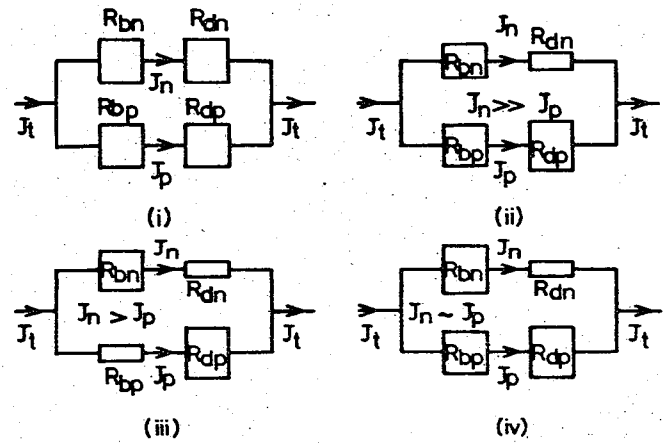 Rbn Rdn
Jn
Rbp Rdp
Jt Jt
Jp
(i)
Jn
Rbn Rdn
Jn >> Jp
Jt Jt
Rbp Rdp
Jp
(ii)
Jn
Rbn
Rdn
Jn > Jp
Jt Jt
Rdp
Rbp Jp
(iii)
Jn
Rbn
Rdn
Jn ~ Jp
Jt Jt
Rbp Rdp
Jp
(iv)